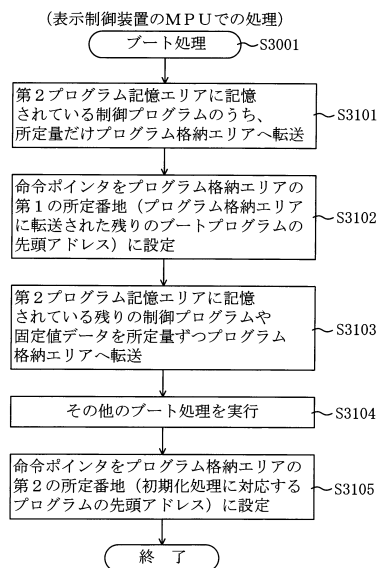 （表示制御装置のＭＰＵでの処理）
ブート処理
S3001
第２プログラム記憶エリアに記憶
されている制御プログラムのうち、
所定量だけプログラム格納エリアへ転送
S3101
命令ポインタをプログラム格納エリアの
第１の所定番地（プログラム格納エリア
に転送された残りのブートプログラムの
先頭アドレス）に設定
S3102
第２プログラム記憶エリアに記憶
されている残りの制御プログラムや
固定値データを所定量ずつプログラム
格納エリアへ転送
S3103
その他のブート処理を実行
S3104
命令ポインタをプログラム格納エリアの
第２の所定番地（初期化処理に対応する
プログラムの先頭アドレス）に設定
S3105
終　了